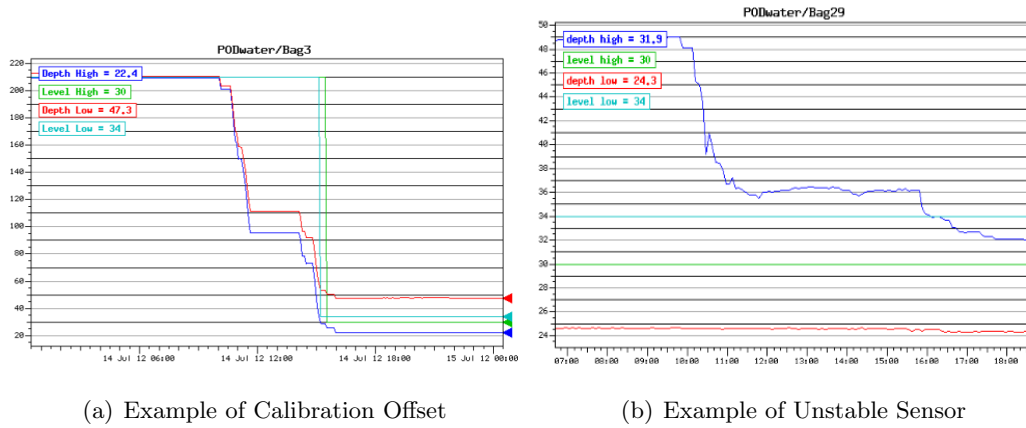 PODwater/Bag3
220
200
180
160
140
120
100
80
60
40
20
Depth High = 22.4
Level High = 30
Depth Low = 47.3
Level Low = 34
14 Jul 12 06:00
14 Jul 12 12:00
14 Jul 12 18:00
15 Jul 12 00:00
(a) Example of Calibration Offset
PODwater/Bag29
50
48
46
44
42
40
38
36
34
32
30
28
26
24
depth high = 31.9
level high = 30
depth low = 24.3
level low = 34
07:00
08:00
09:00
10:00
11:00
12:00
13:00
14:00
15:00
16:00
17:00
18:00
(b) Example of Unstable Sensor